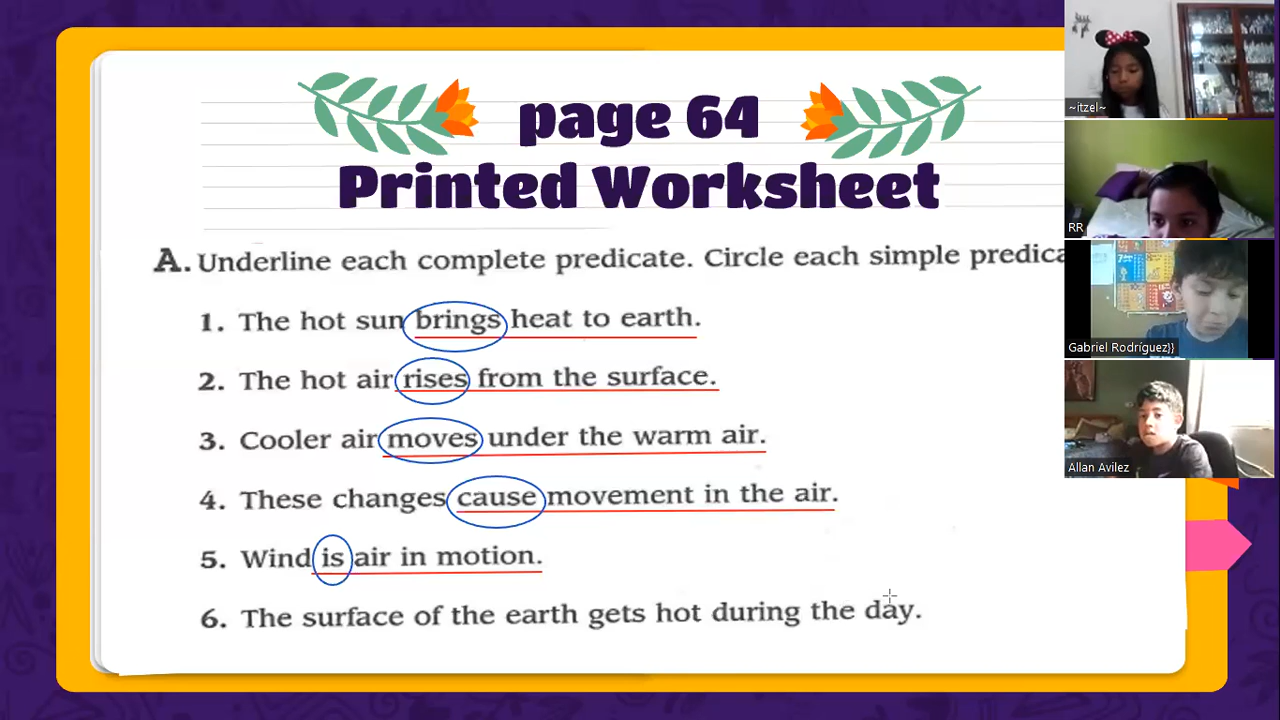 page 64
Printed Worksheet
A. Underline each complete predicate. Circle each simple
1. The hot sun brings heat to earth.
2. The hot air rises from the surface.
3. Cooler air moves under the warm air.
4. These changes cause movement in the air.
5. Wind is air in motion.
6. The surface of the earth gets hot during the day.
~itzel~
RR
Gabriel Rodríguez}}
Allan Avilez